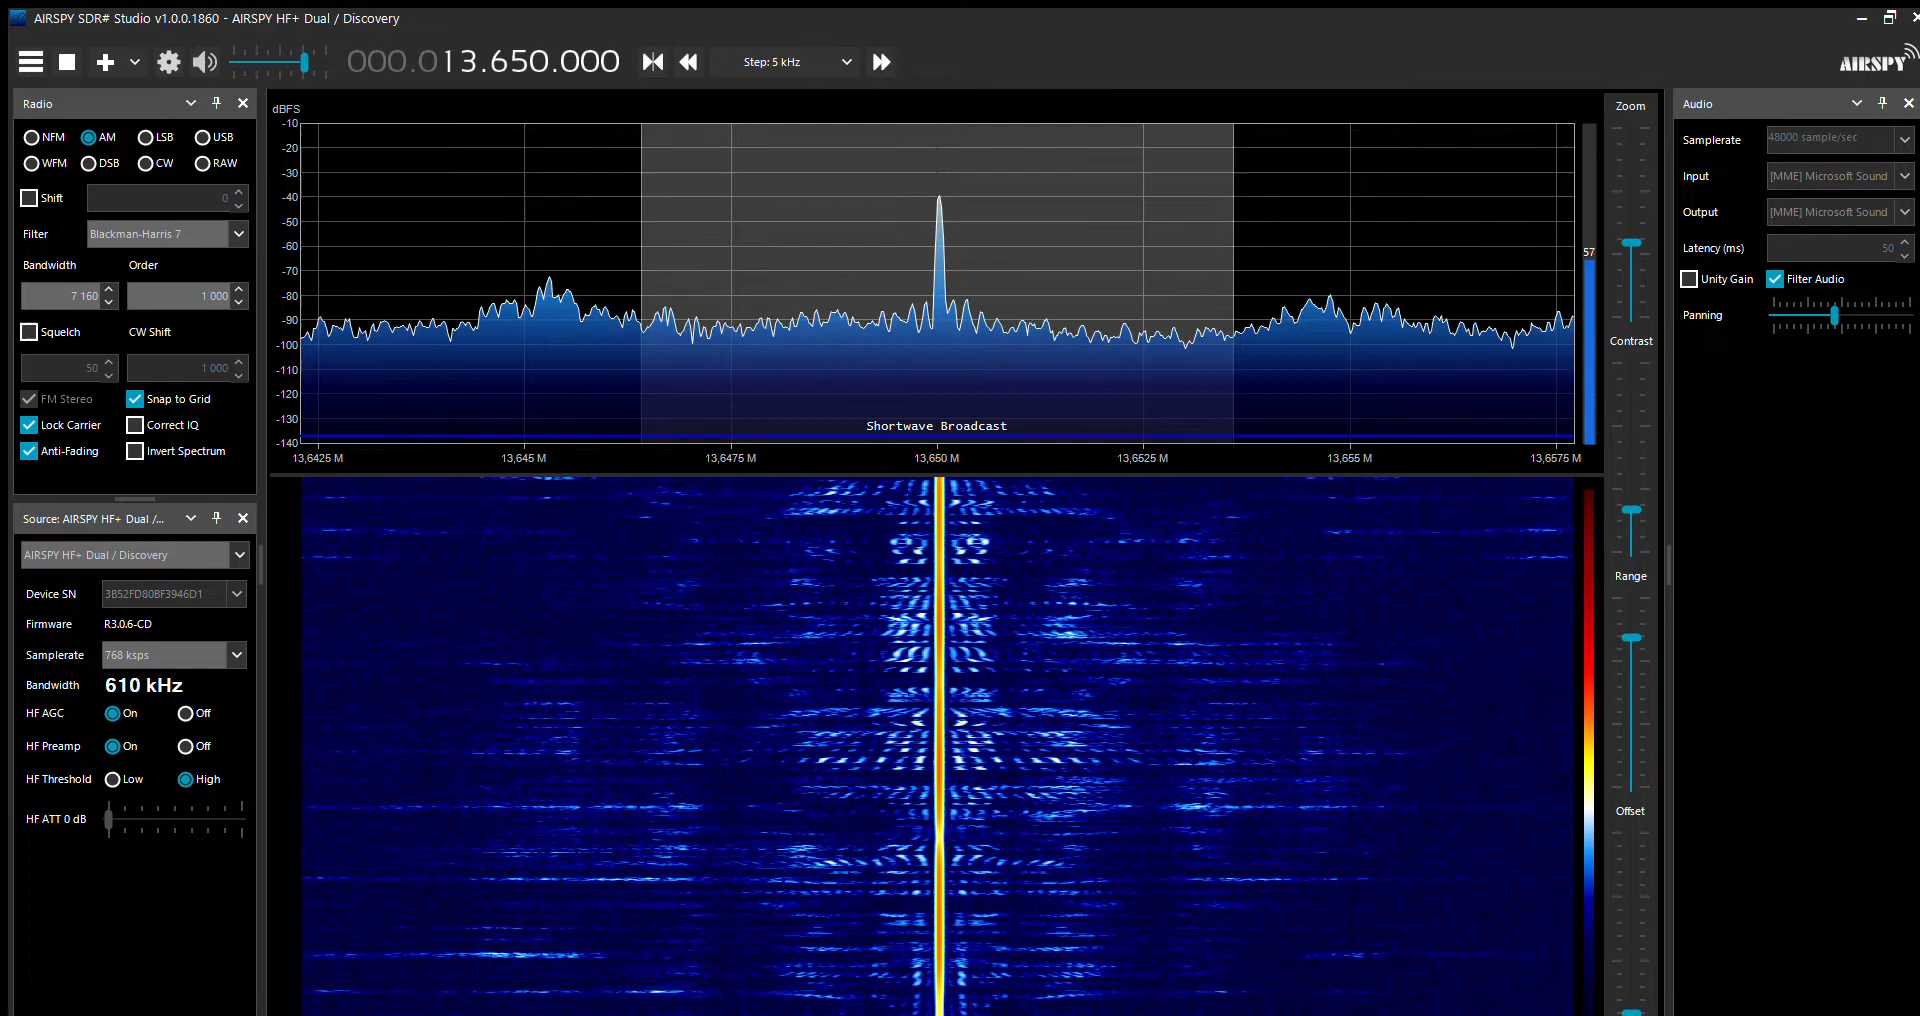 AIRSPY SDR# Studio v1.0.0.1860 - AIRSPY HF+ Dual / Discovery
000.013.650.000
Step: 5 kHz
AIRSPY
Radio
NFM AM LSB USB
WFM DSB CW RAW
Shift 0
Filter Blackman-Harris 7
Bandwidth Order
7 160 1 000
Squelch CW Shift
50 1 000
FM Stereo Snap to Grid
Lock Carrier Correct IQ
Anti-Fading Invert Spectrum
Source: AIRSPY HF+ Dual /...
AIRSPY HF+ Dual / Discovery
Device SN 3B52FD80BF3946D1
Firmware R3.0.6-CD
Samplerate 768 ksps
Bandwidth 610 kHz
HF AGC On Off
HF Preamp On Off
HF Threshold Low High
HF ATT 0 dB
dBFS
-10
-20
-30
-40
-50
-60
-70
-80
-90
-100
-110
-120
-130
-140
Shortwave Broadcast
13,6425 M 13,645 M 13,6475 M 13,650 M 13,6525 M 13,655 M 13,6575 M
57
Zoom
Contrast
Range
Offset
Audio
Samplerate 48000 sample/sec
Input [MME] Microsoft Sound
Output [MME] Microsoft Sound
Latency (ms) 50
Unity Gain Filter Audio
Panning